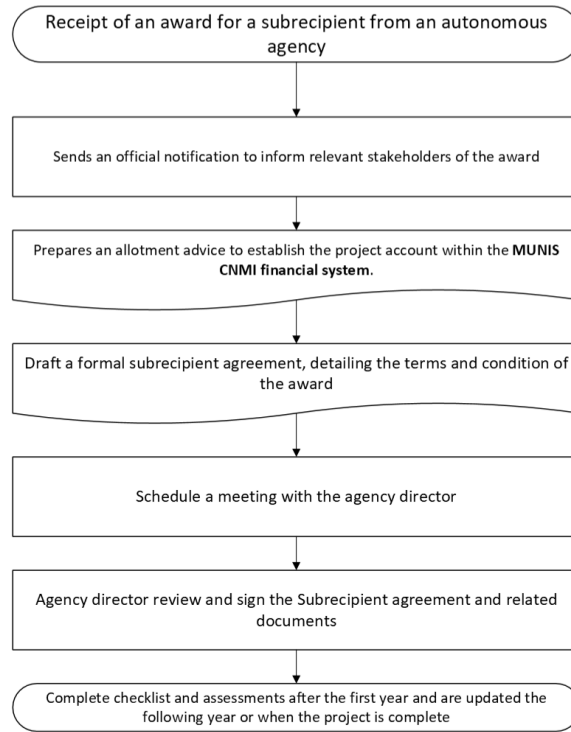 Receipt of an award for a subrecipient from an autonomous
agency
Sends an official notification to inform relevant stakeholders of the award
Prepares an allotment advice to establish the project account within the MUNIS
CNMI financial system.
Draft a formal subrecipient agreement, detailing the terms and condition of
the award
Schedule a meeting with the agency director
Agency director review and sign the Subrecipient agreement and related
documents
Complete checklist and assessments after the first year and are updated the
following year or when the project is complete